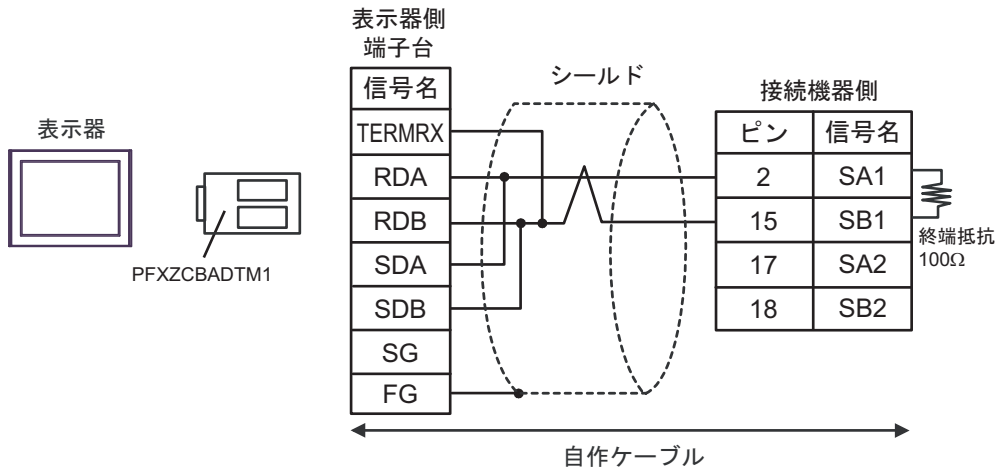 表示器
PFXZCBADTM1
表示器側
端子台
信号名
TERMRX
RDA
RDB
SDA
SDB
SG
FG
シールド
接続機器側
ピン 信号名
2 SA1
15 SB1
17 SA2
18 SB2
終端抵抗
100Ω
自作ケーブル